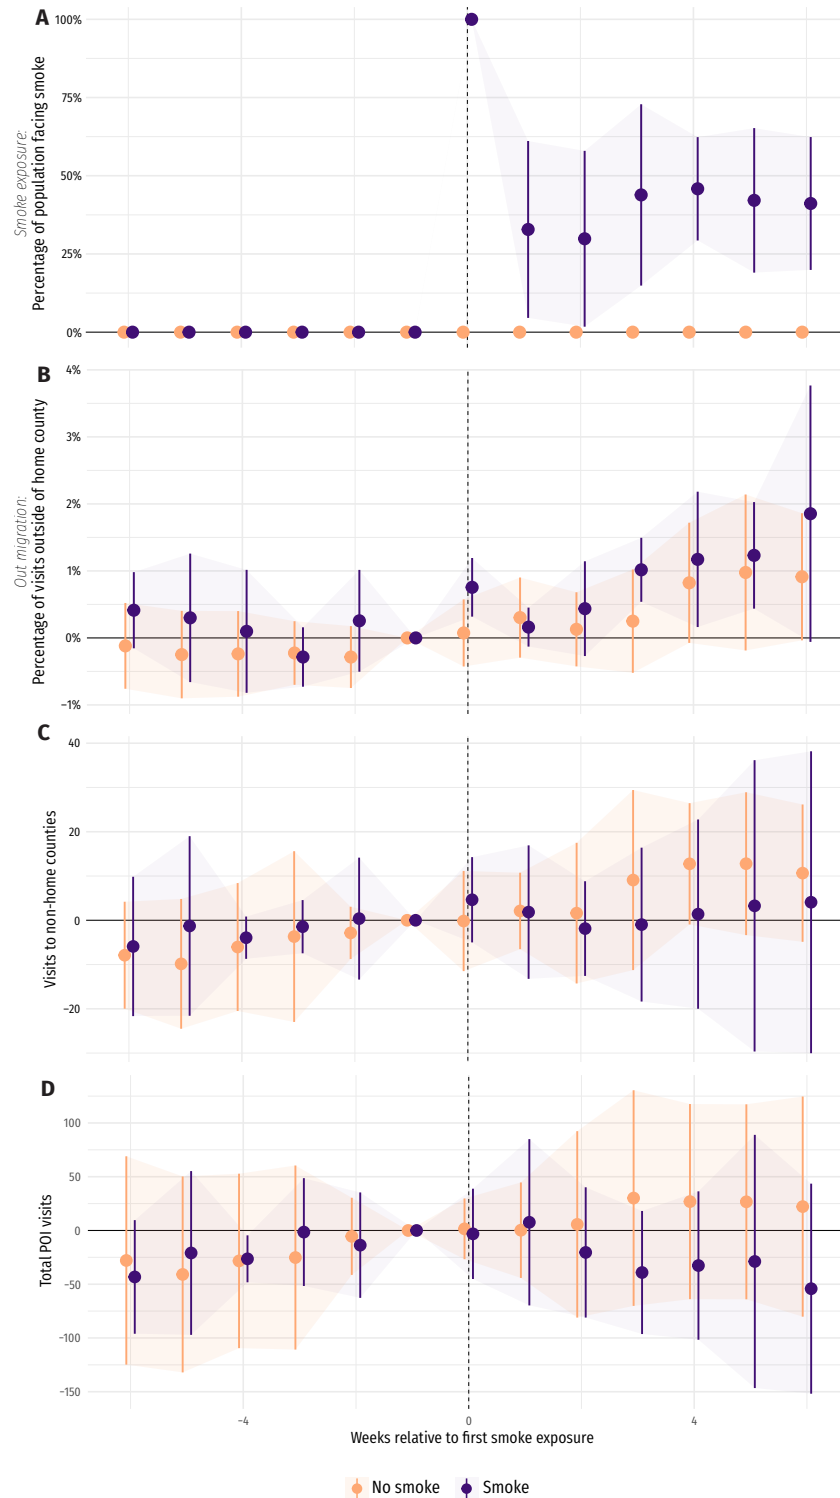 A
Smoke exposure:
Percentage of population facing smoke
100%
75%
50%
25%
0%
B
Out migration:
Percentage of visits outside of home county
4%
3%
2%
1%
0%
−1%
C
Visits to non-home counties
40
20
0
−20
D
Total POI visits
100
50
0
−50
−100
−150
−4
0
4
Weeks relative to first smoke exposure
No smoke
Smoke